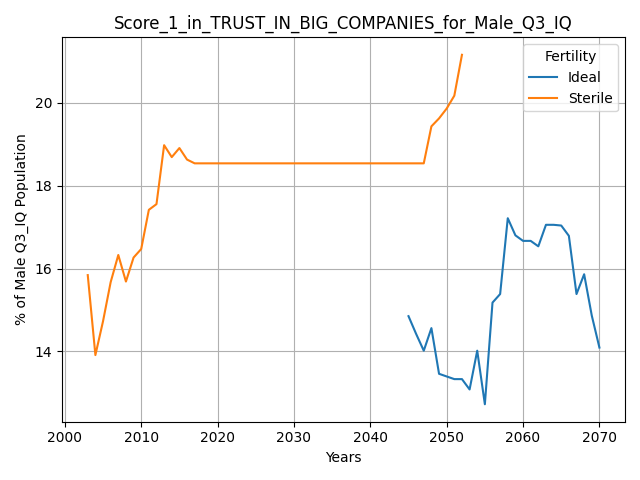 Score_1_in_TRUST_IN_BIG_COMPANIES_for_Male_Q3_IQ
Fertility
Ideal
Sterile
% of Male Q3_IQ Population
20
18
16
14
2000 2010 2020 2030 2040 2050 2060 2070
Years